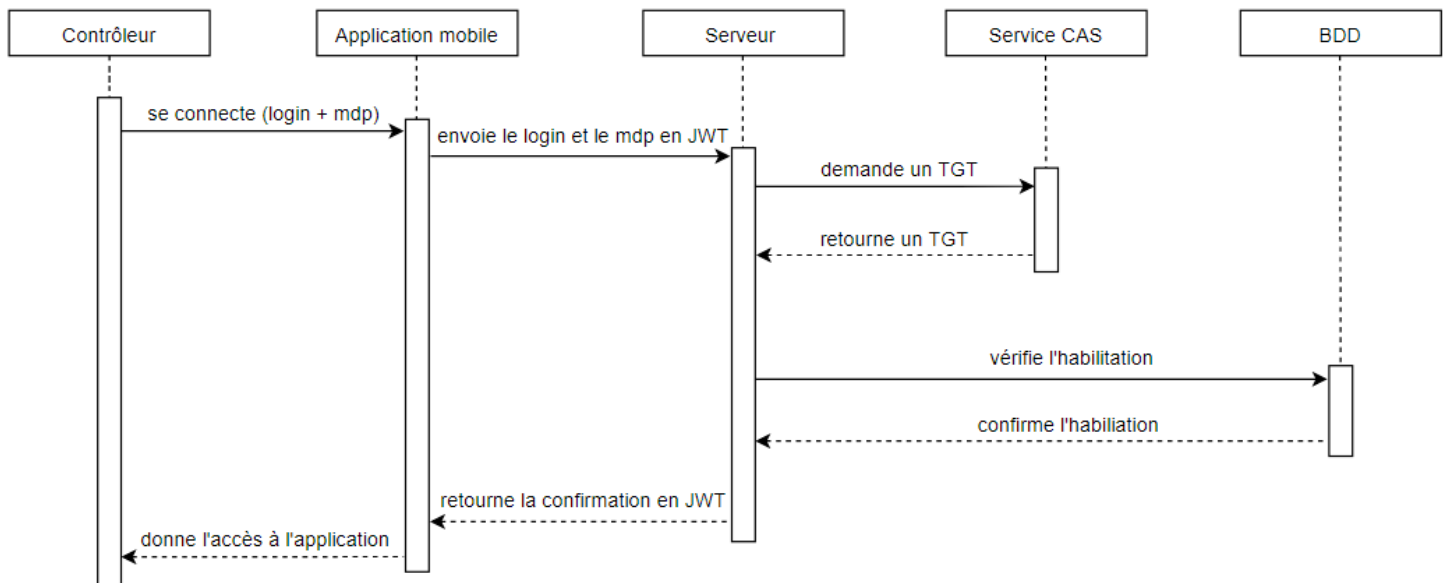 Contrôleur
Application mobile
Serveur
Service CAS
BDD
se connecte (login + mdp)
envoie le login et le mdp en JWT
demande un TGT
retourne un TGT
vérifie l'habilitation
confirme l'habiliation
retourne la confirmation en JWT
donne l'accès à l'application